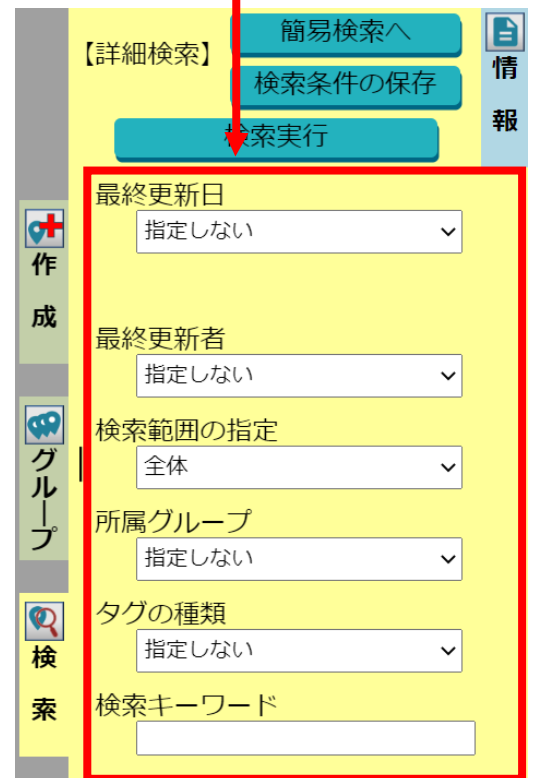 簡易検索へ
【詳細検索】
検索条件の保存
検索実行
情報
最終更新日
指定しない
作成
最終更新者
指定しない
検索範囲の指定
全体
グループ
所属グループ
指定しない
タグの種類
指定しない
検索
検索キーワード